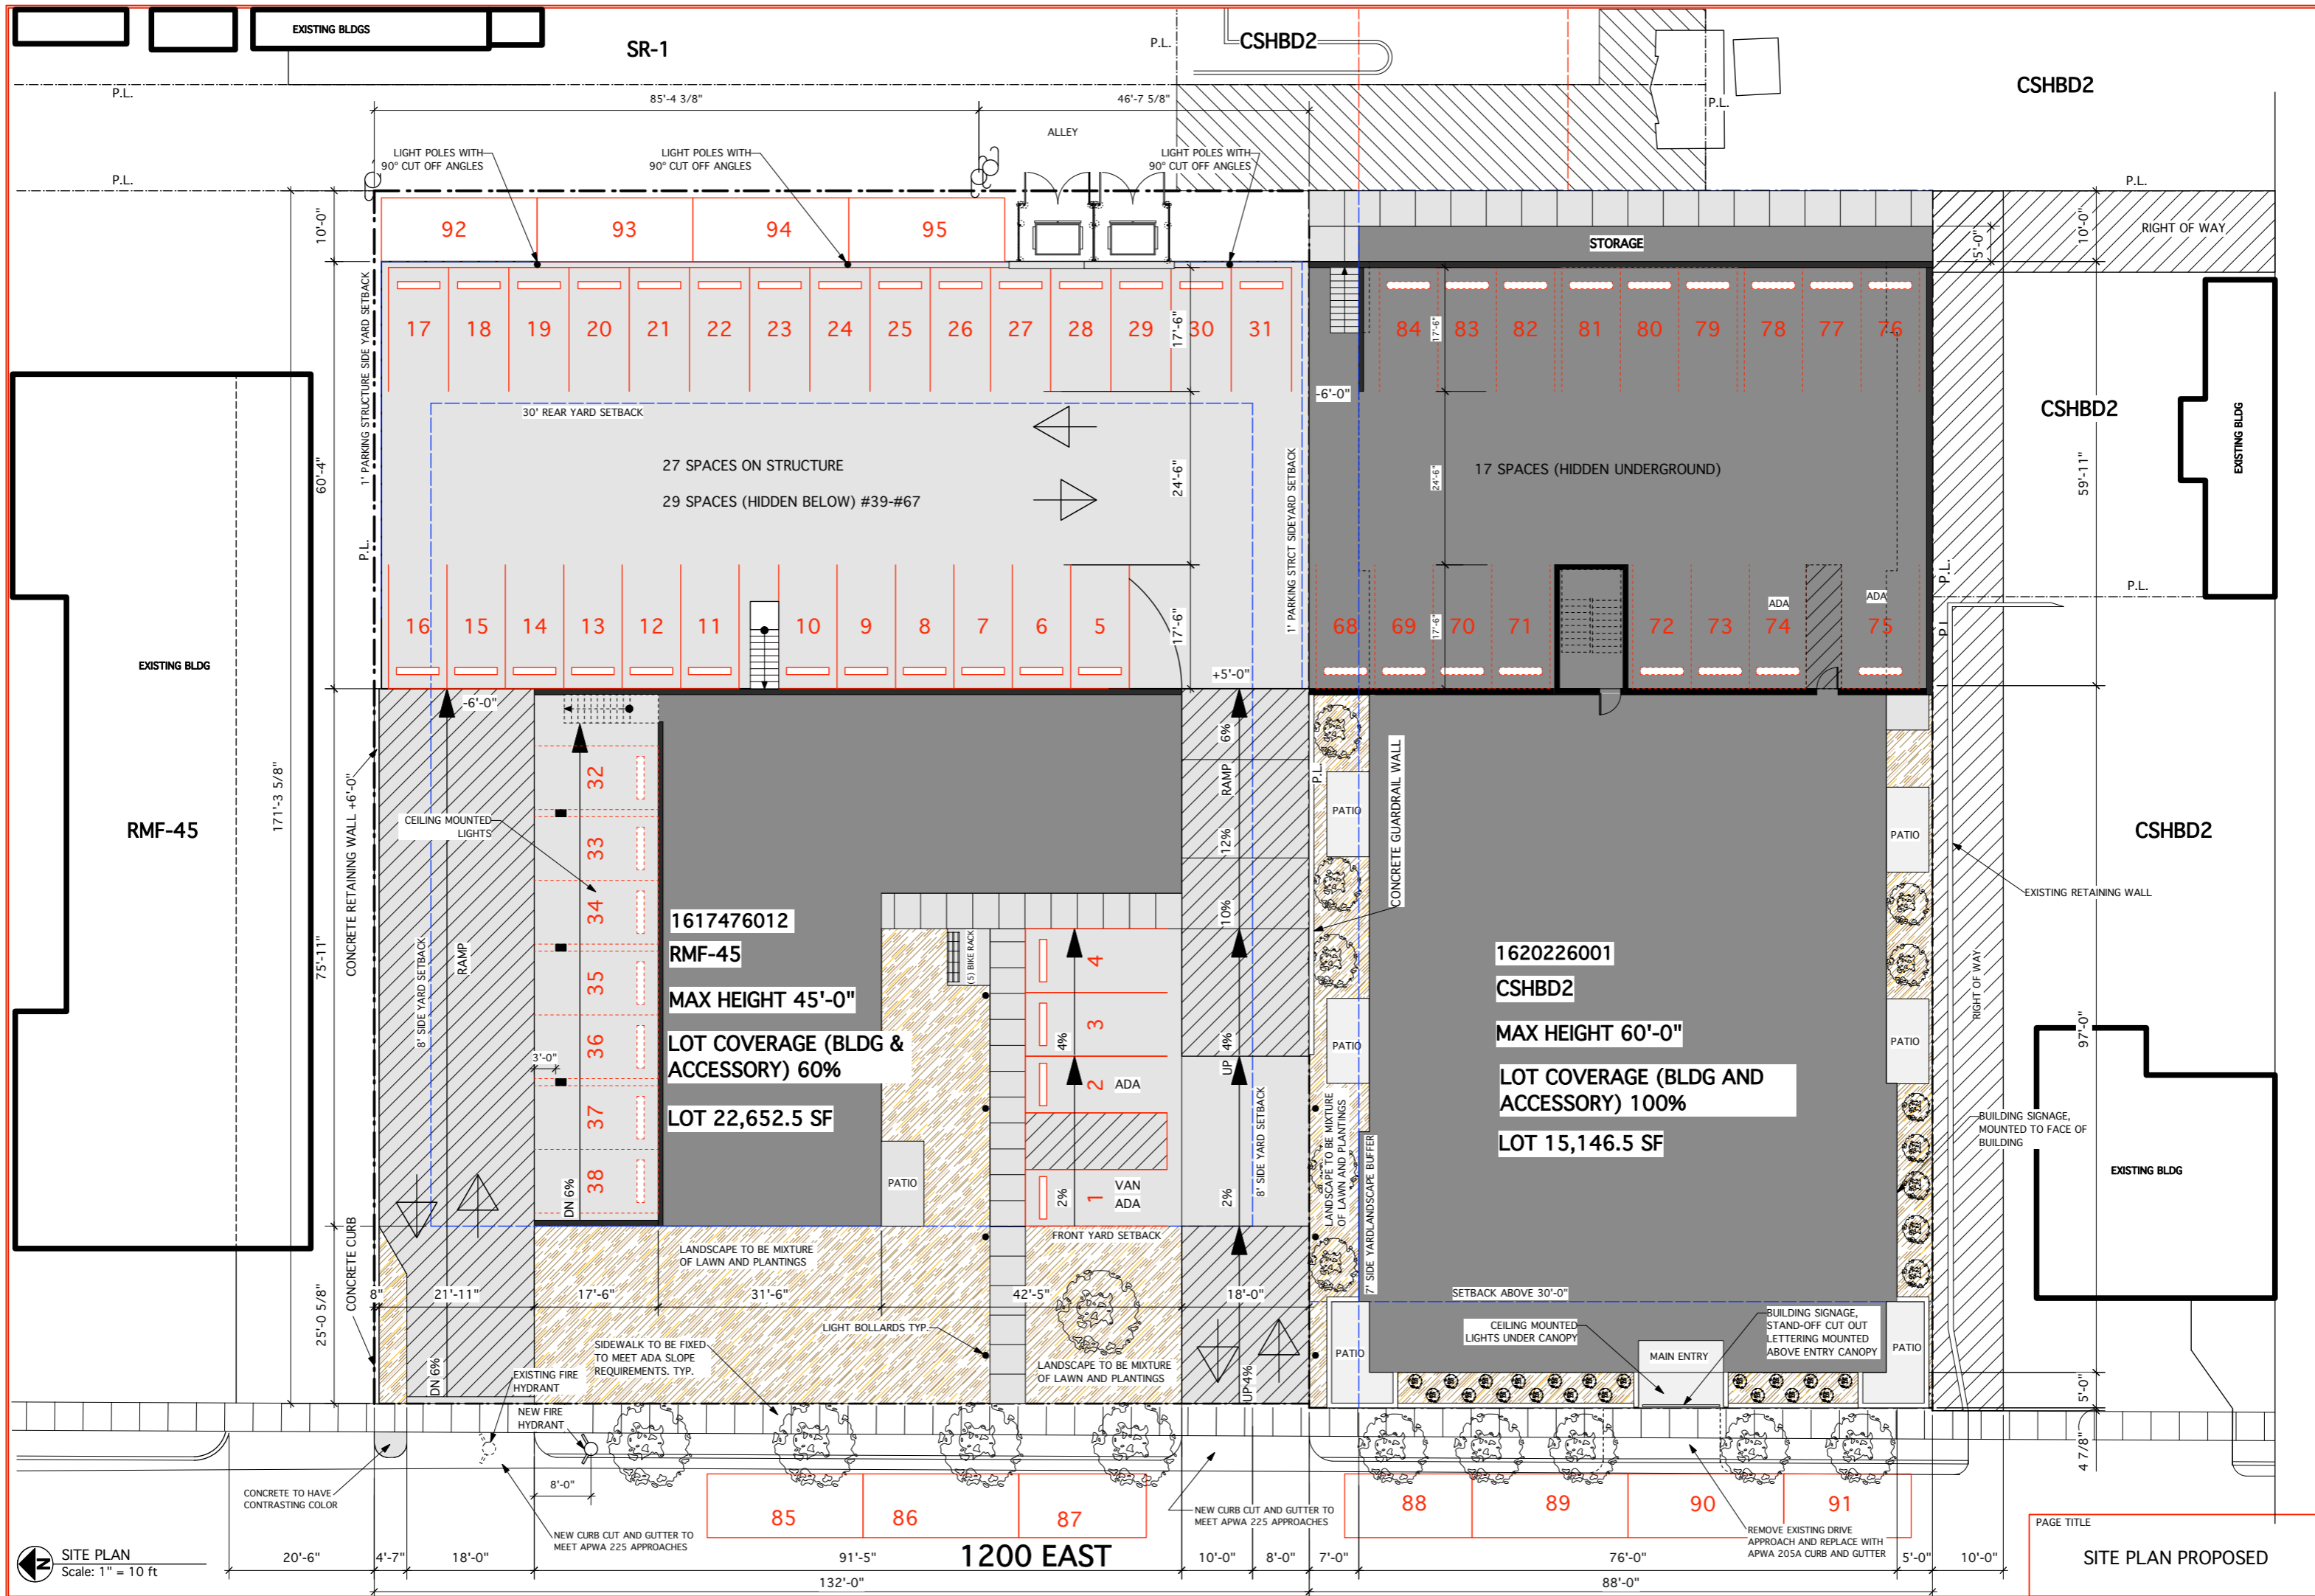 EXISTING BLDGS
SR-1
P.L.
CSHBD2
CSHBD2
P.L.
P.L.
85'-4 3/8"
46'-7 5/8"
ALLEY
LIGHT POLES WITH
90° CUT OFF ANGLES
LIGHT POLES WITH
90° CUT OFF ANGLES
LIGHT POLES WITH
90° CUT OFF ANGLES
P.L.
P.L.
10'-0"
92
93
94
95
STORAGE
5'-0"
10'-0"
RIGHT OF WAY
1' PARKING STRUCTURE SIDE YARD SETBACK
17
18
19
20
21
22
23
24
25
26
27
28
29
30
31
17'-6"
84
83
82
81
80
79
78
77
76
17'-6"
-6'-0"
30' REAR YARD SETBACK
CSHBD2
EXISTING BLDG
60'-4"
27 SPACES ON STRUCTURE
29 SPACES (HIDDEN BELOW) #39-#67
24'-6"
1' PARKING STRCT SIDEYARD SETBACK
24'-6"
17 SPACES (HIDDEN UNDERGROUND)
59'-11"
P.L.
P.L.
P.L.
P.L.
16
15
14
13
12
11
10
9
8
7
6
5
17'-6"
+5'-0"
68
69
70
71
17'-6"
72
73
ADA
74
ADA
75
EXISTING BLDG
RMF-45
171'-3 5/8"
75'-11"
CONCRETE RETAINING WALL +6'-0"
-6'-0"
8' SIDE YARD SETBACK
RAMP
CEILING MOUNTED
LIGHTS
32
33
34
35
36
37
38
3'-0"
DN 6%
1617476012
RMF-45
MAX HEIGHT 45'-0"
LOT COVERAGE (BLDG &
ACCESSORY) 60%
LOT 22,652.5 SF
PATIO
(5) BIKE RACK
4
3
4%
2
ADA
1
VAN
ADA
2%
6%
RAMP
12%
10%
4%
UP
2%
8' SIDE YARD SETBACK
P.L.
PATIO
CONCRETE GUARDRAIL WALL
PATIO
LANDSCAPE TO BE MIXTURE
OF LAWN AND PLANTINGS
7' SIDE YARDLANDSCAPE BUFFER
1620226001
CSHBD2
MAX HEIGHT 60'-0"
LOT COVERAGE (BLDG AND
ACCESSORY) 100%
LOT 15,146.5 SF
PATIO
PATIO
CSHBD2
EXISTING RETAINING WALL
RIGHT OF WAY
97'-0"
BUILDING SIGNAGE,
MOUNTED TO FACE OF
BUILDING
EXISTING BLDG
CONCRETE CURB
25'-0 5/8"
LANDSCAPE TO BE MIXTURE
OF LAWN AND PLANTINGS
FRONT YARD SETBACK
8"
21'-11"
17'-6"
31'-6"
42'-5"
18'-0"
SETBACK ABOVE 30'-0"
DN 6%
EXISTING FIRE
HYDRANT
NEW FIRE
HYDRANT
SIDEWALK TO BE FIXED
TO MEET ADA SLOPE
REQUIREMENTS. TYP.
LIGHT BOLLARDS TYP.
LANDSCAPE TO BE MIXTURE
OF LAWN AND PLANTINGS
UP 4%
PATIO
CEILING MOUNTED
LIGHTS UNDER CANOPY
MAIN ENTRY
BUILDING SIGNAGE,
STAND-OFF CUT OUT
LETTERING MOUNTED
ABOVE ENTRY CANOPY
PATIO
5'-0"
4 7/8"
CONCRETE TO HAVE
CONTRASTING COLOR
8'-0"
NEW CURB CUT AND GUTTER TO
MEET APWA 225 APPROACHES
85
86
87
NEW CURB CUT AND GUTTER TO
MEET APWA 225 APPROACHES
88
89
90
91
REMOVE EXISTING DRIVE
APPROACH AND REPLACE WITH
APWA 205A CURB AND GUTTER
N
SITE PLAN
Scale: 1" = 10 ft
20'-6"
4'-7"
18'-0"
91'-5"
1200 EAST
10'-0"
8'-0"
7'-0"
76'-0"
5'-0"
10'-0"
132'-0"
88'-0"
PAGE TITLE
SITE PLAN PROPOSED